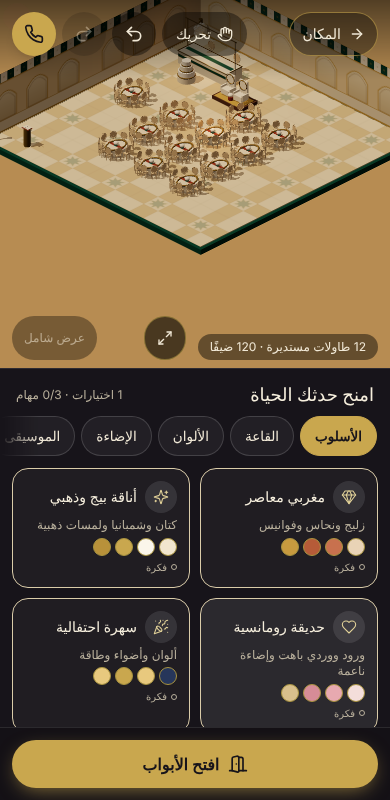 المكان
تحريك
12 طاولات مستديرة · 120 ضيفًا
عرض شامل
امنح حدثك الحياة
1 اختيارات · 0/3 مهام
الأسلوب
القاعة
الألوان
الإضاءة
الموسيقى
مغربي معاصر
زليج ونحاس وفوانيس
فكرة
أناقة بيج وذهبي
كتان وشمبانيا ولمسات ذهبية
فكرة
حديقة رومانسية
ورود ووردي باهت وإضاءة
ناعمة
فكرة
سهرة احتفالية
ألوان وأضواء وطاقة
فكرة
افتح الأبواب